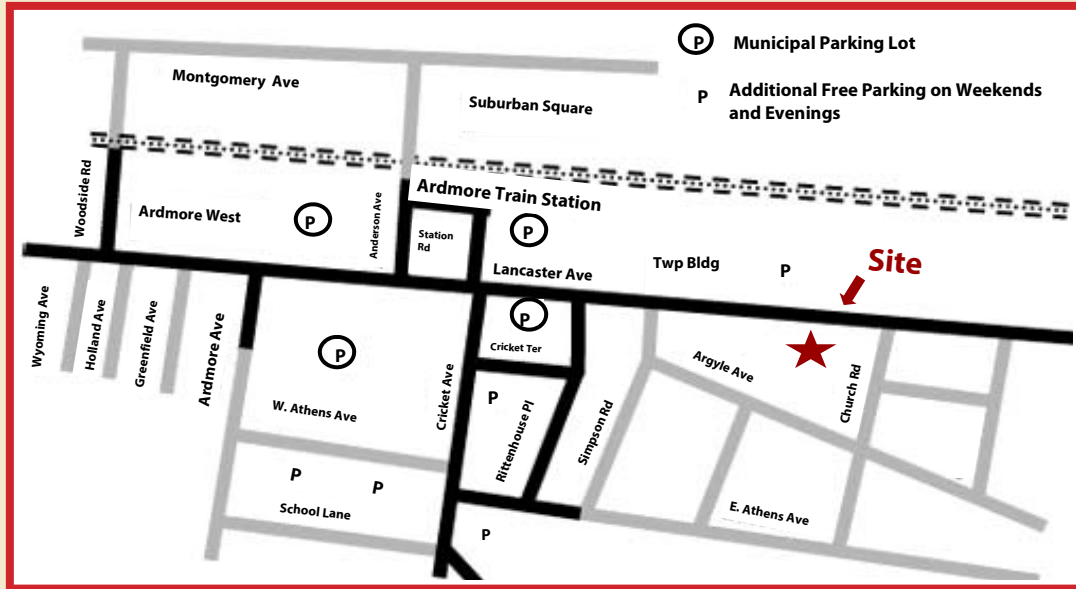 P
Municipal Parking Lot
P
Additional Free Parking on Weekends
and Evenings
Montgomery Ave
Suburban Square
Woodside Rd
Ardmore West
P
Anderson Ave
Ardmore Train Station
Station
Rd
P
Lancaster Ave
Twp Bldg
P
Site
Wyoming Ave
Holland Ave
Greenfield Ave
Ardmore Ave
P
W. Athens Ave
Cricket Ave
P
Cricket Ter
P
Rittenhouse Pl
Simpson Rd
Argyle Ave
Church Rd
P
P
School Lane
P
E. Athens Ave